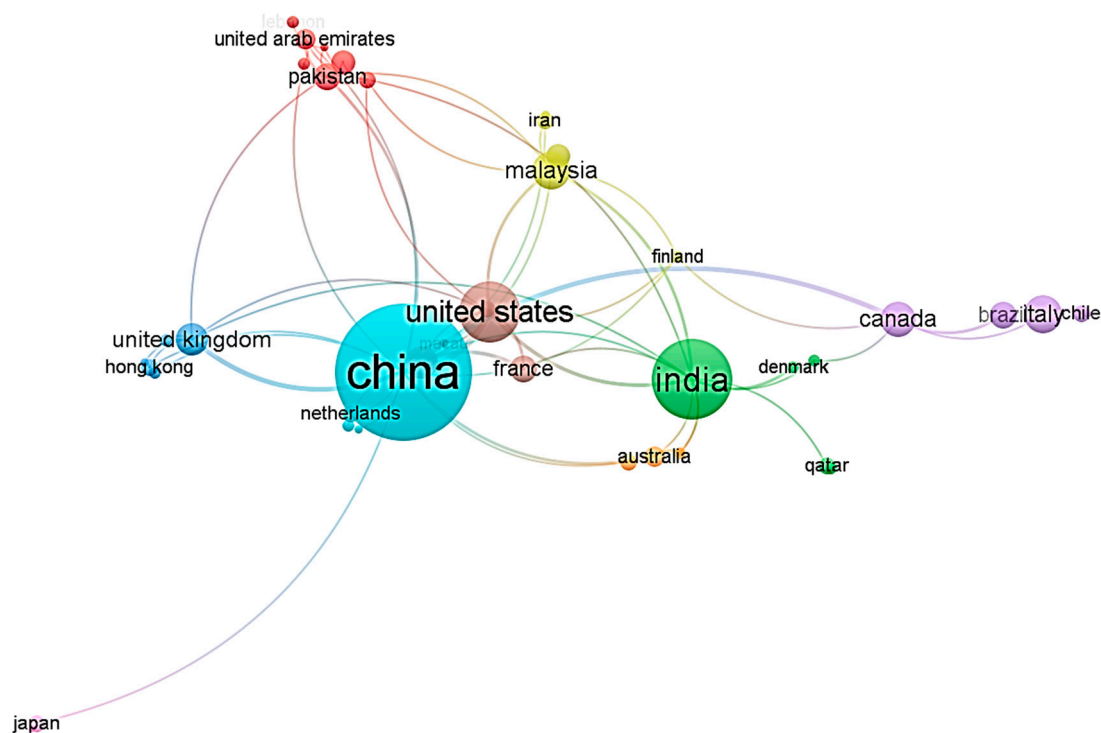 lebanon
united arab emirates
pakistan
iran
malaysia
finland
united states
canada
brazil
italy
chile
united kingdom
hong kong
china
france
india
denmark
netherlands
australia
qatar
japan